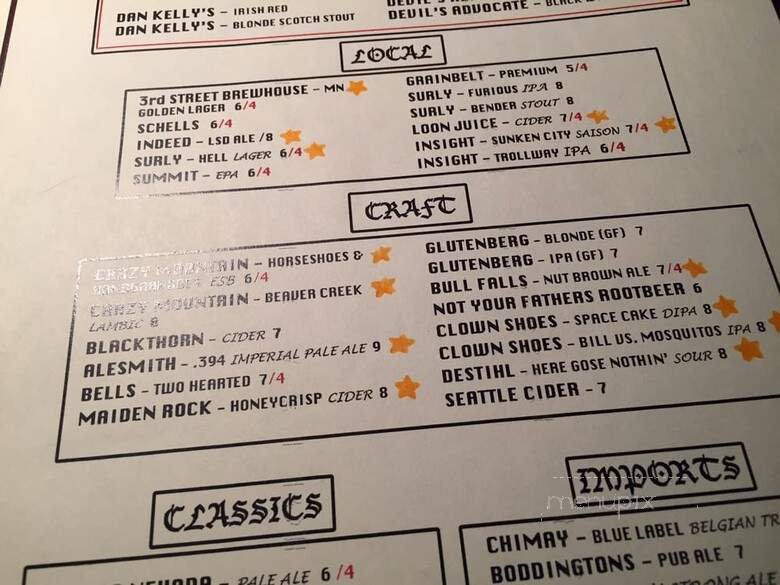 DAN KELLY'S – IRISH RED
DAN KELLY'S – BLONDE SCOTCH STOUT
DEVIL'S ADVOCATE – BLACK
LOCAL
3rd STREET BREWHOUSE – MN
GOLDEN LAGER 6/4
SCHELLS 6/4
INDEED – LSD ALE /8
SURLY – HELL LAGER 6/4
SUMMIT – EPA 6/4
GRAINBELT – PREMIUM 5/4
SURLY – FURIOUS IPA 8
SURLY – BENDER STOUT 8
LOON JUICE – CIDER 7/4
INSIGHT – SUNKEN CITY SAISON 7/4
INSIGHT – TROLLWAY IPA 6/4
CRAFT
CRAZY MOUNTAIN – HORSESHOES &
ESB 6/4
CRAZY MOUNTAIN – BEAVER CREEK
LAMBIC 8
BLACKTHORN – CIDER 7
ALESMITH – .394 IMPERIAL PALE ALE 9
BELLS – TWO HEARTED 7/4
MAIDEN ROCK – HONEYCRISP CIDER 8
GLUTENBERG – BLONDE (GF) 7
GLUTENBERG – IPA (GF) 7
BULL FALLS – NUT BROWN ALE 7/4
NOT YOUR FATHERS ROOTBEER 6
CLOWN SHOES – SPACE CAKE DIPA 8
CLOWN SHOES – BILL US. MOSQUITOS IPA 8
DESTIHL – HERE GOSE NOTHIN' SOUR 8
SEATTLE CIDER – 7
CLASSICS
PALE ALE 6/4
IMPORTS
menupix
CHIMAY – BLUE LABEL BELGIAN TR
BODDINGTONS – PUB ALE 7